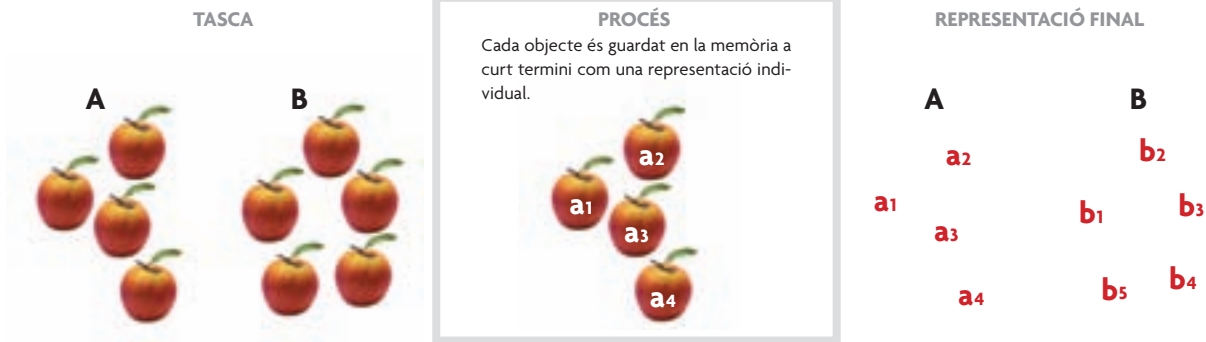 TASCA
A
B
PROCÉS
Cada objecte és guardat en la memòria a
curt termini com una representació indi-
vidual.
a2
a1
a3
a4
REPRESENTACIÓ FINAL
A
B
a2
a1
a3
a4
b2
b1
b3
b5
b4